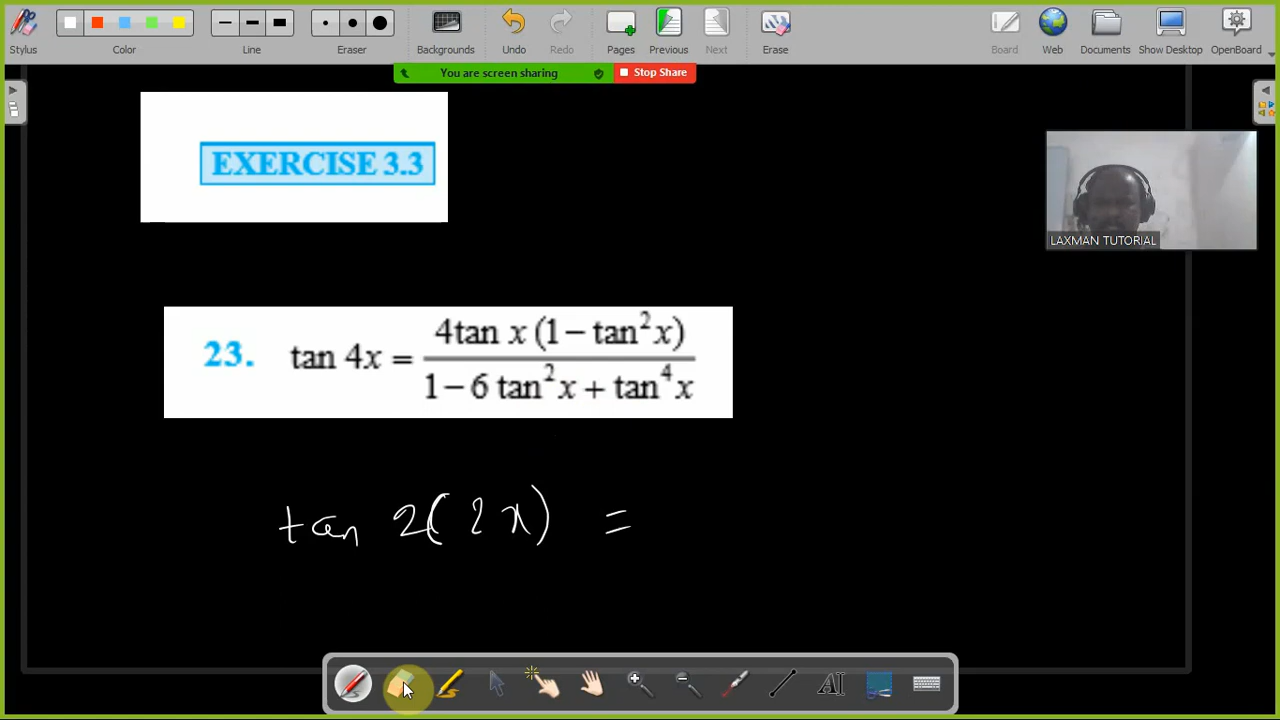 Stylus Color Line Eraser Backgrounds Undo Redo Pages Previous Next Erase Board Web Documents Show Desktop OpenBoard
You are screen sharing Stop Share
EXERCISE 3.3
LAXMAN TUTORIAL
23. tan 4x = \frac{4tan x (1 − tan²x)}{1 − 6 tan²x + tan⁴x}
tan 2(2x) =
AI